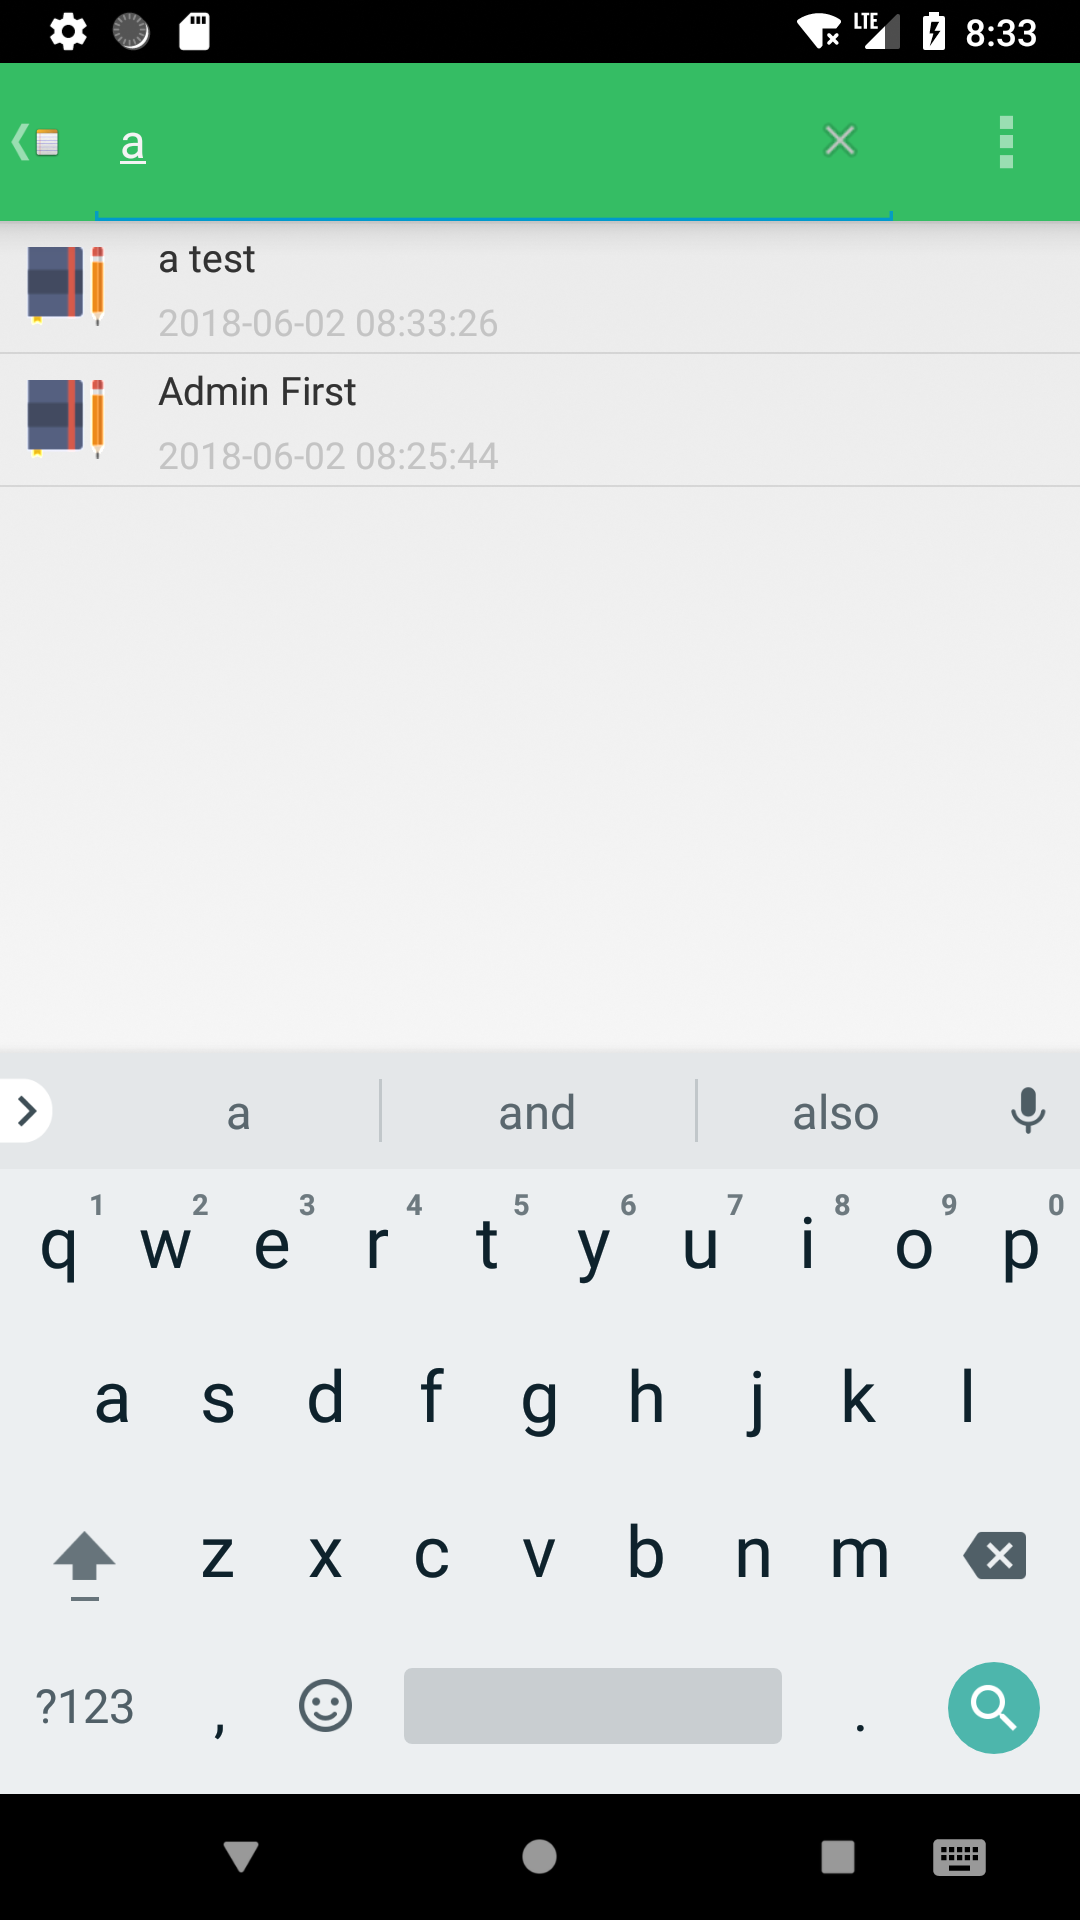 LTE 8:33
a
a test
2018-06-02 08:33:26
Admin First
2018-06-02 08:25:44
a and also
1 2 3 4 5 6 7 8 9 0
q w e r t y u i o p
a s d f g h j k l
z x c v b n m
?123 , .